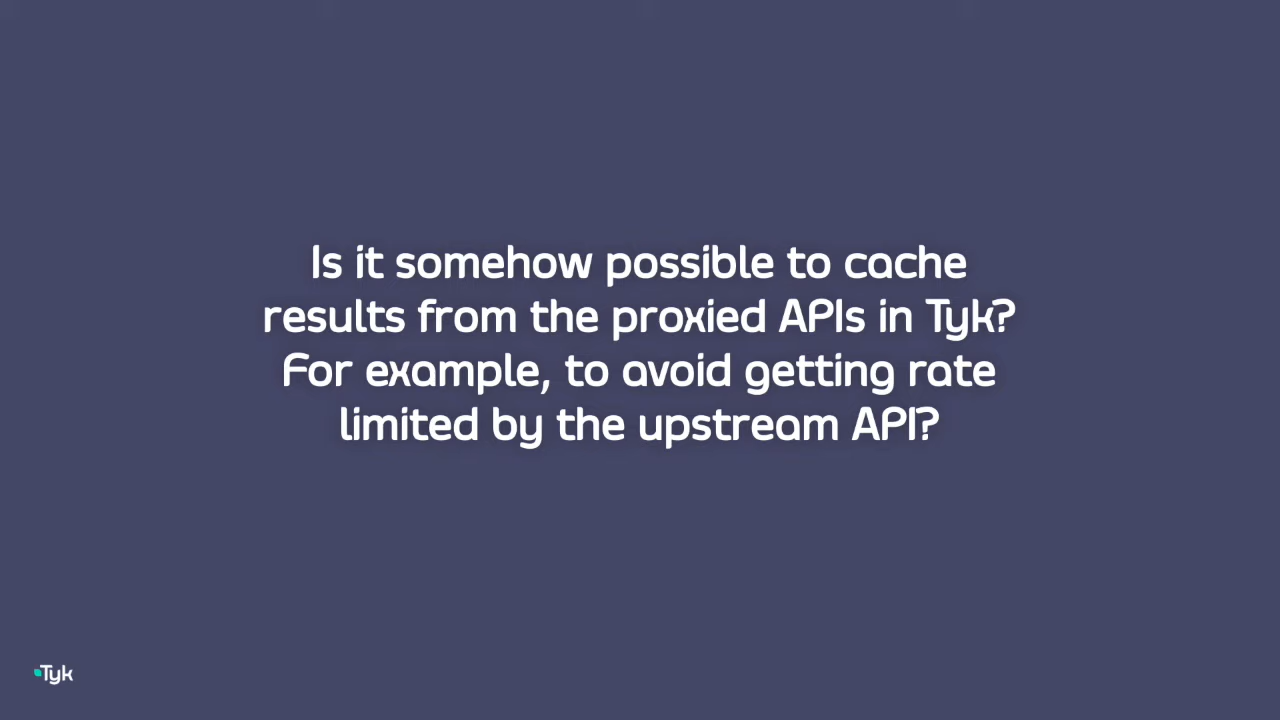 Is it somehow possible to cache
results from the proxied APIs in Tyk?
For example, to avoid getting rate
limited by the upstream API?
Tyk